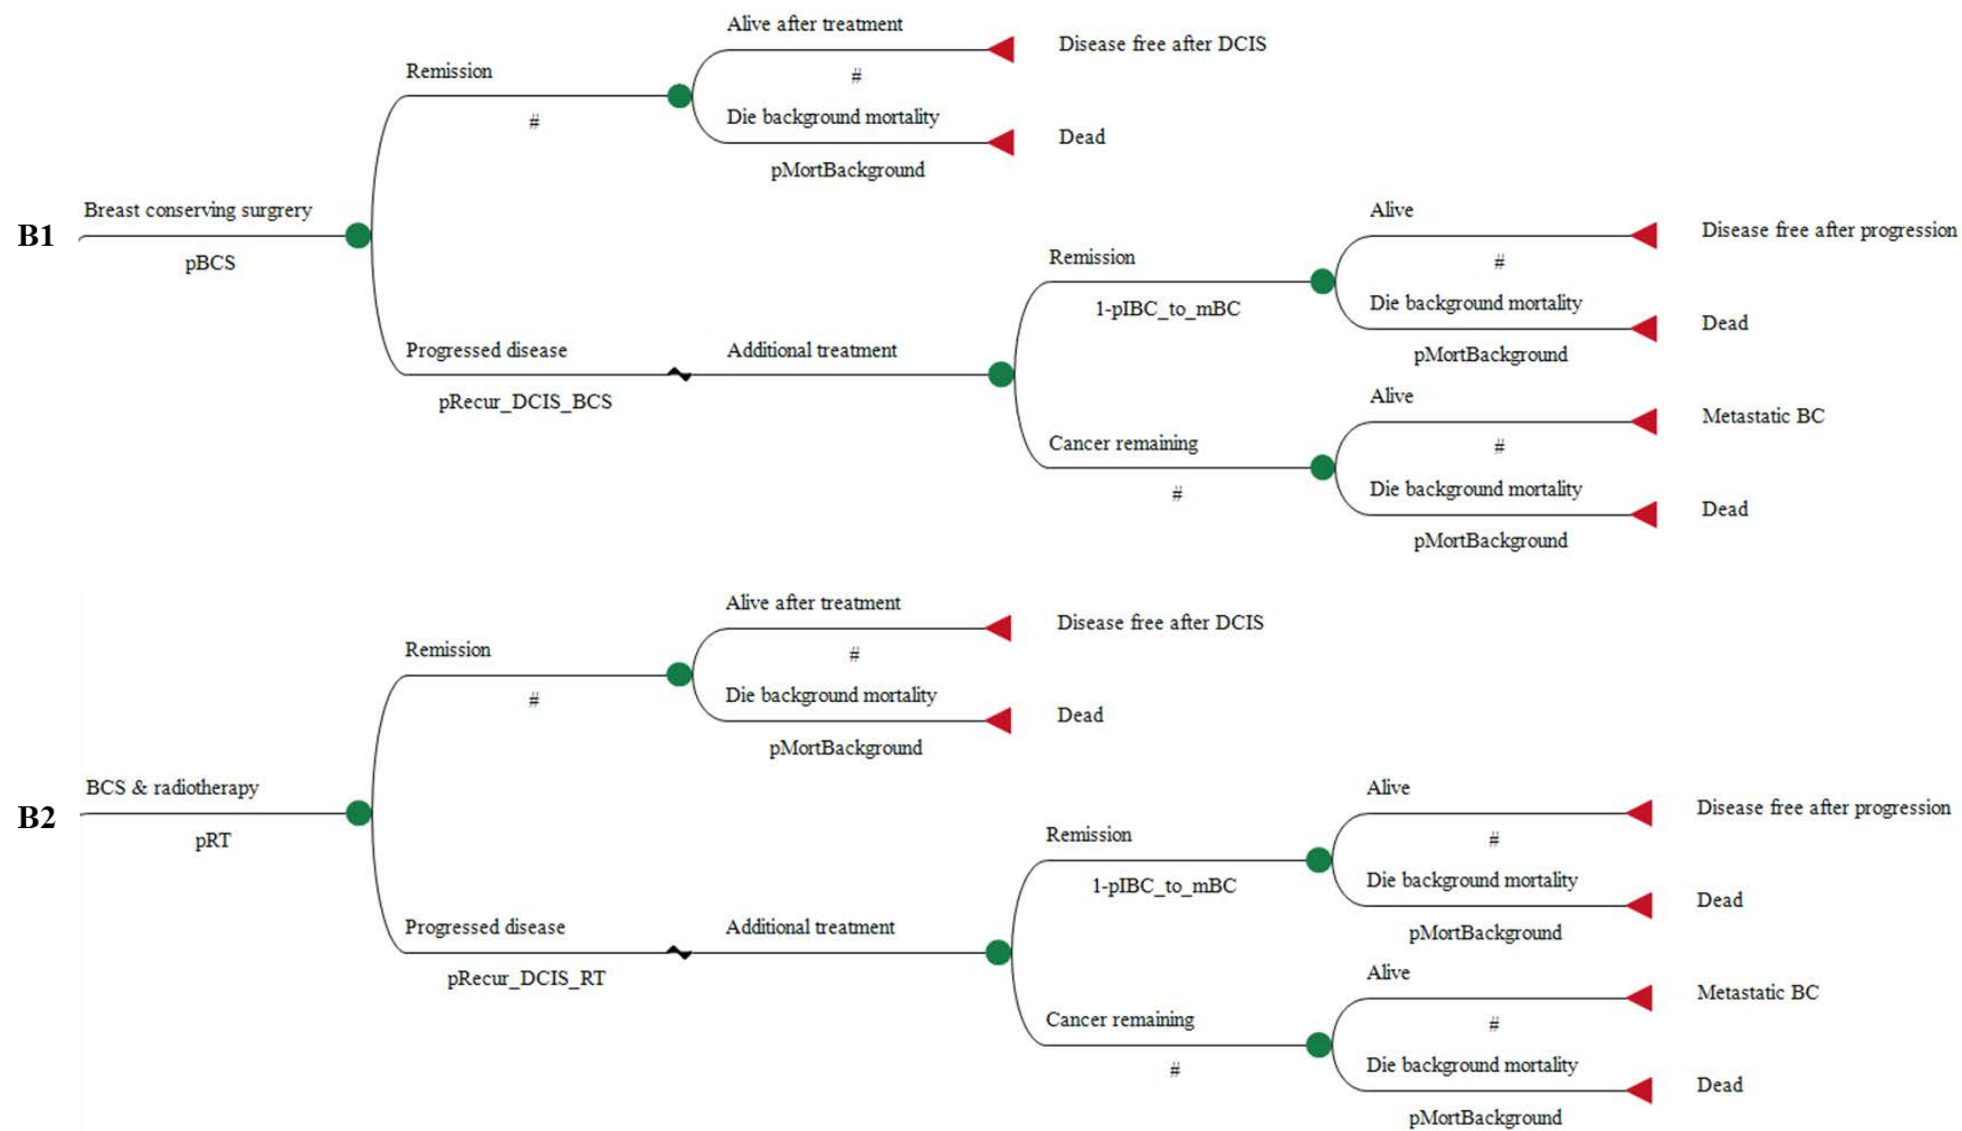 Alive after treatment
Disease free after DCIS
Remission
#
#
Die background mortality
Dead
pMortBackground
B1
Breast conserving surgrery
pBCS
Alive
Disease free after progression
Remission
#
1-pIBC_to_mBC
Die background mortality
Dead
pMortBackground
Progressed disease
Additional treatment
pRecur_DCIS_BCS
Alive
Metastatic BC
Cancer remaining
#
#
Die background mortality
Dead
pMortBackground
Alive after treatment
Disease free after DCIS
Remission
#
#
Die background mortality
Dead
pMortBackground
B2
BCS & radiotherapy
pRT
Alive
Disease free after progression
Remission
#
1-pIBC_to_mBC
Die background mortality
Dead
pMortBackground
Progressed disease
Additional treatment
pRecur_DCIS_RT
Alive
Metastatic BC
Cancer remaining
#
#
Die background mortality
Dead
pMortBackground